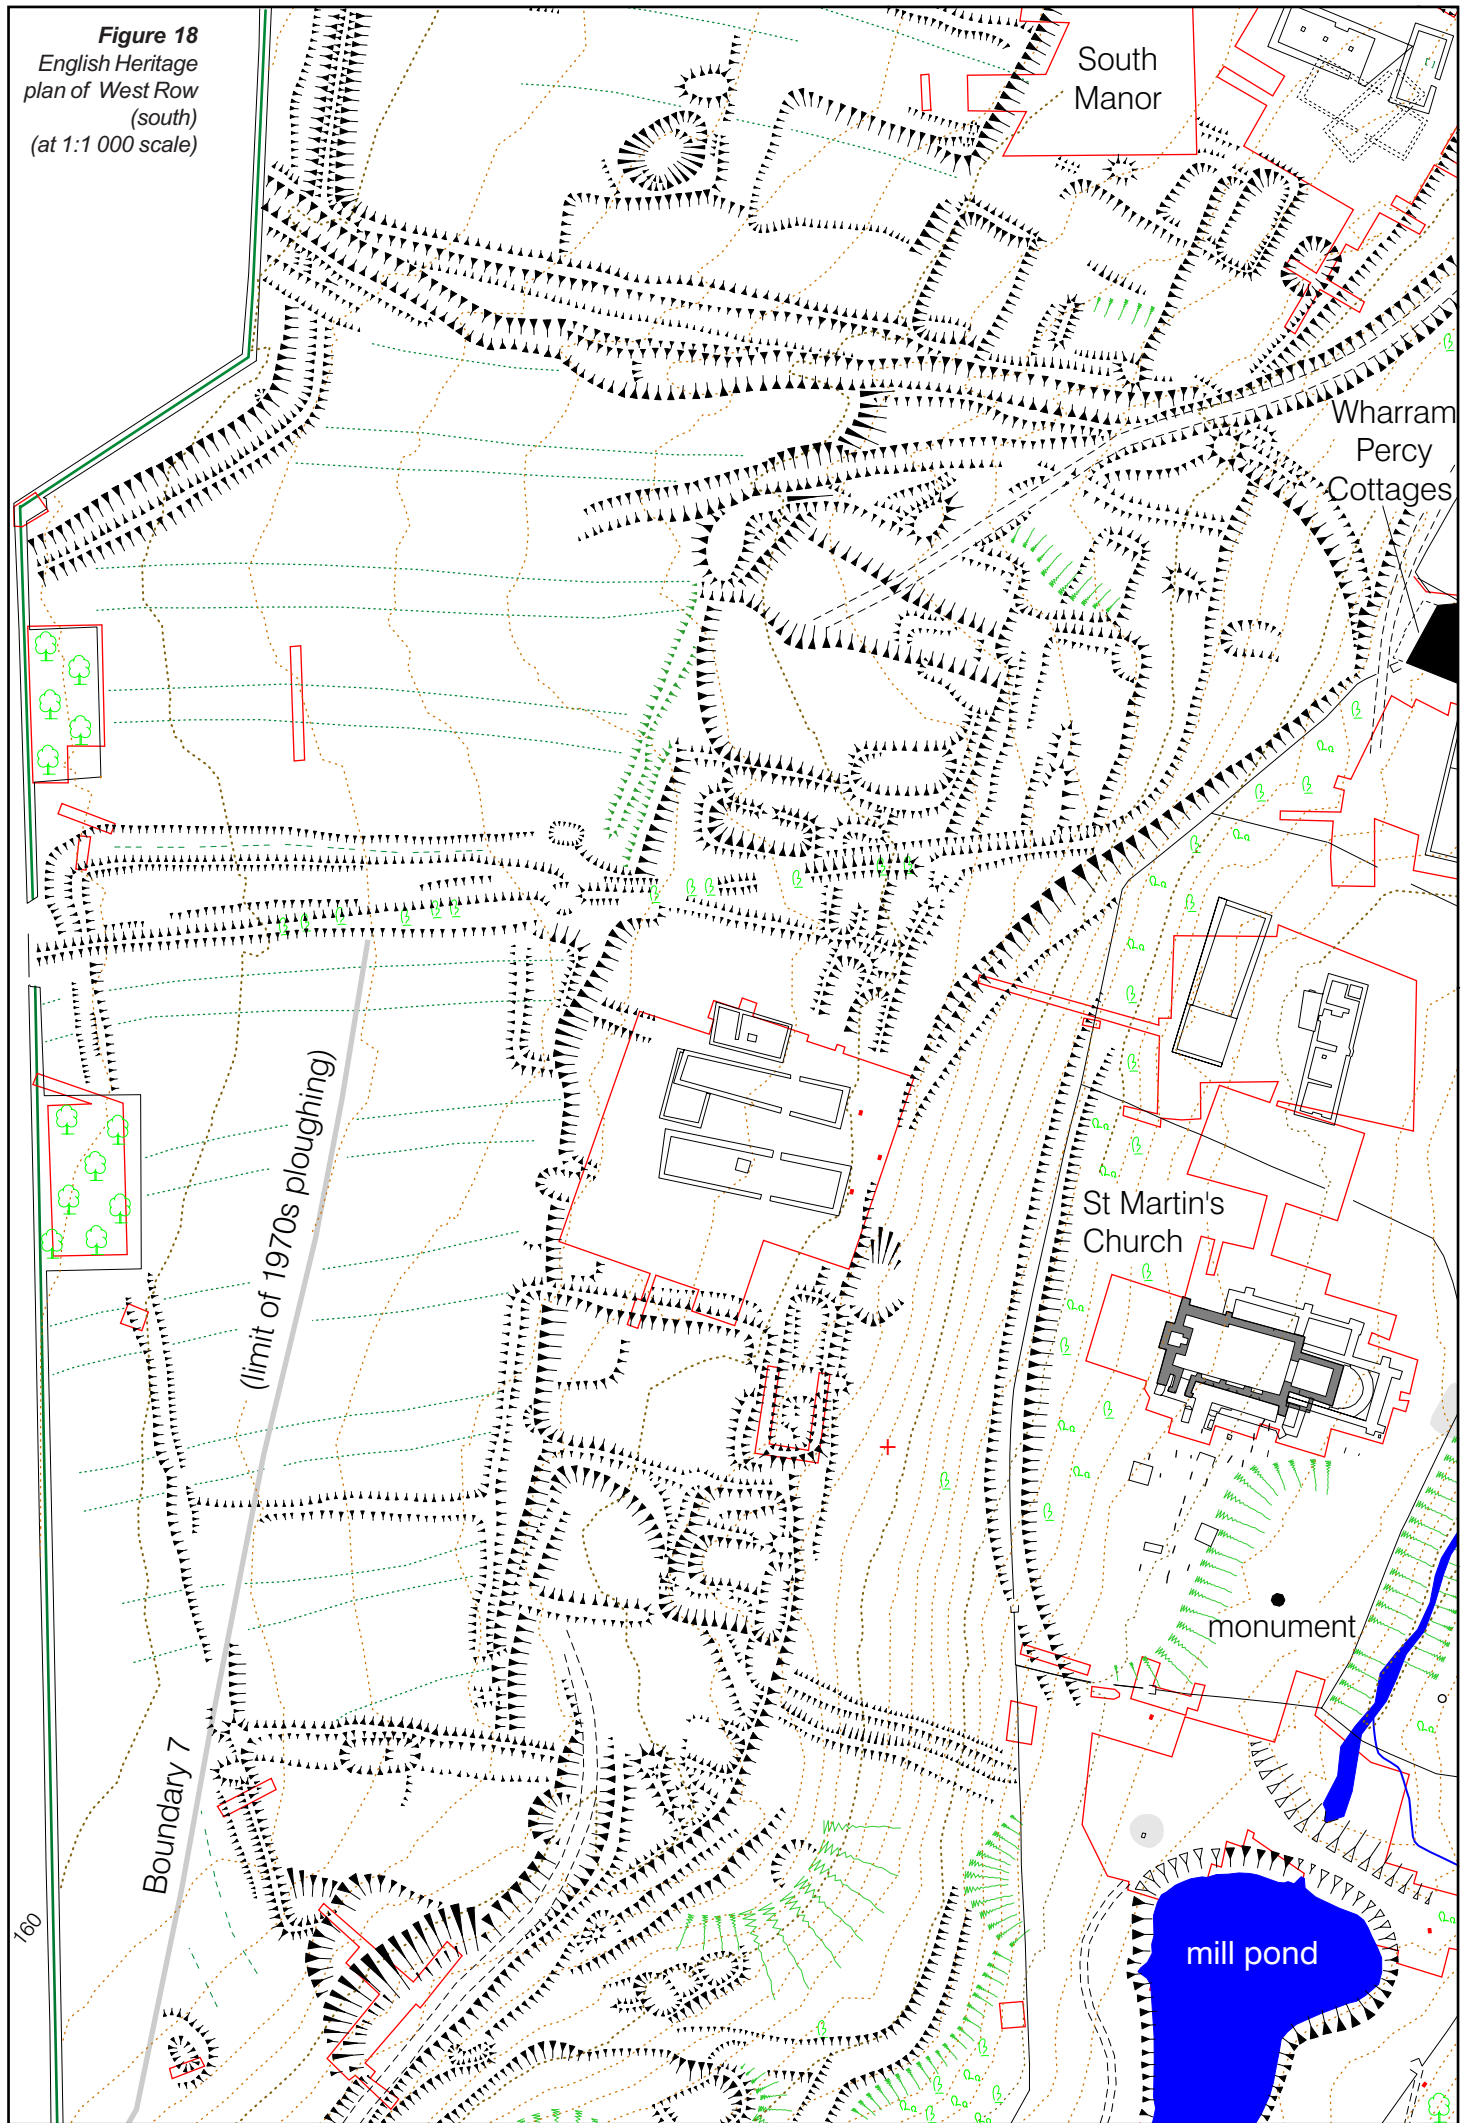 Figure 18
English Heritage
plan of West Row
(south)
(at 1:1 000 scale)
South
Manor
Wharram
Percy
Cottages
(limit of 1970s ploughing)
St Martin's
Church
monument
Boundary 7
160
mill pond